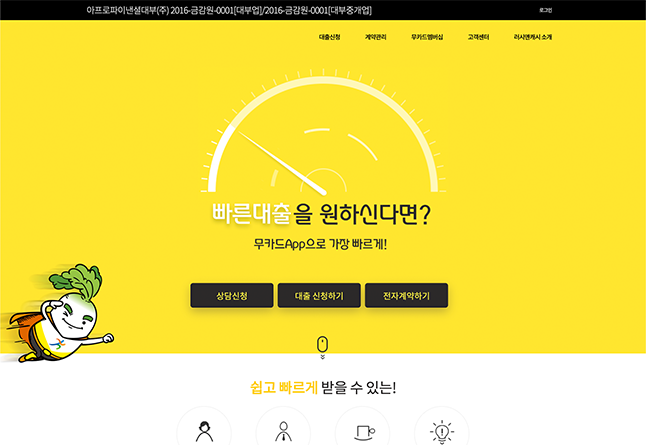 아프로파이낸셜대부(주) 2016-금감원-0001[대부업]/2016-금감원-0001[대부중개업]
로그인
대출신청 계약관리 무카드멤버십 고객센터 러시앤캐시 소개
빠른대출을 원하신다면?
무카드App으로 가장 빠르게!
상담신청 대출 신청하기 전자계약하기
쉽고 빠르게 받을 수 있는!